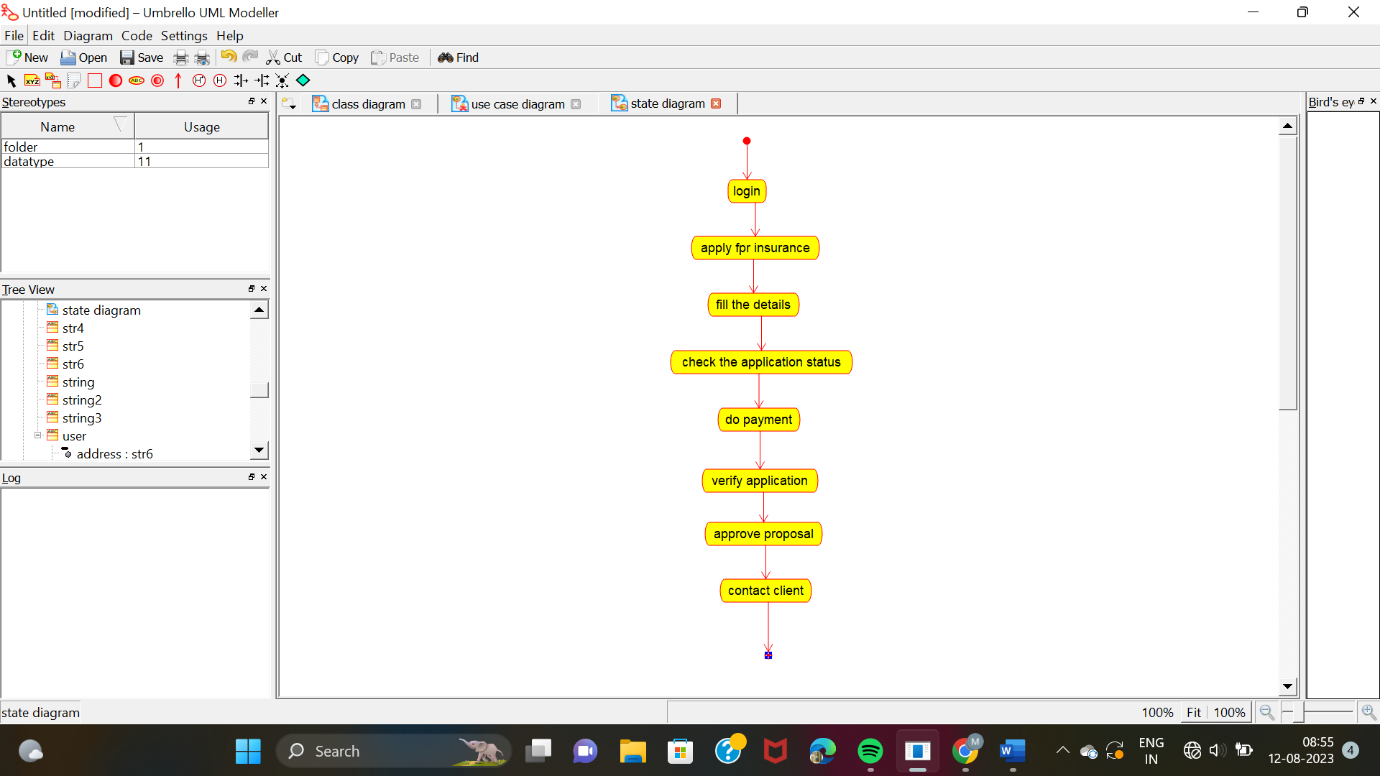 Untitled [modified] – Umbrello UML Modeller
File Edit Diagram Code Settings Help
New Open Save Cut Copy Paste Find
Stereotypes
class diagram use case diagram state diagram
Bird's ey
Name Usage
folder 1
datatype 11
Tree View
state diagram
str4
str5
str6
string
string2
string3
user
address : str6
Log
login
apply fpr insurance
fill the details
check the application status
do payment
verify application
approve proposal
contact client
state diagram
100% Fit 100%
Search
ENG
IN
08:55
12-08-2023
4